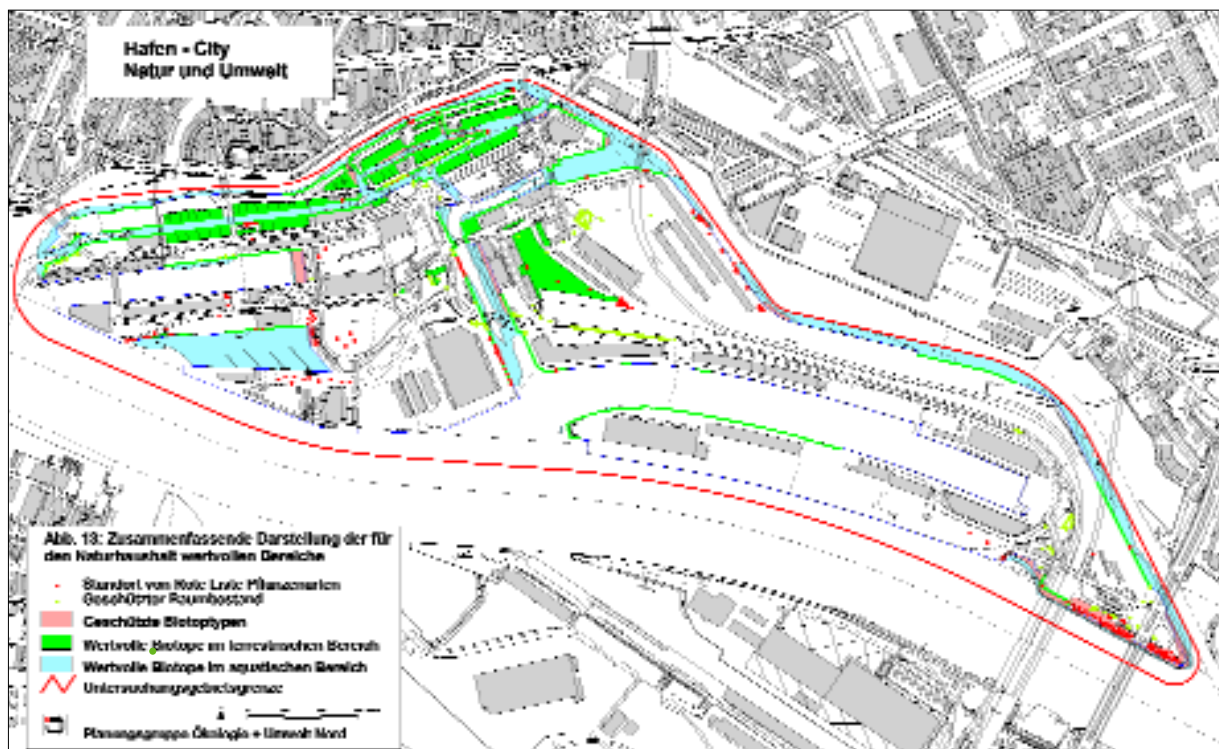 Hafen - City
Natur und Umwelt
Abb. 13: Zusammenfassende Darstellung der für
den Naturhaushalt wertvollen Bereiche
Standort von Rote Liste Pflanzenarten
Geschützter Baumbestand
Geschützte Biotoptypen
Wertvolle Biotope im terrestrischen Bereich
Wertvolle Biotope im aquatischen Bereich
Untersuchungsgebietsgrenze
Planungsgruppe Ökologie + Umwelt Nord